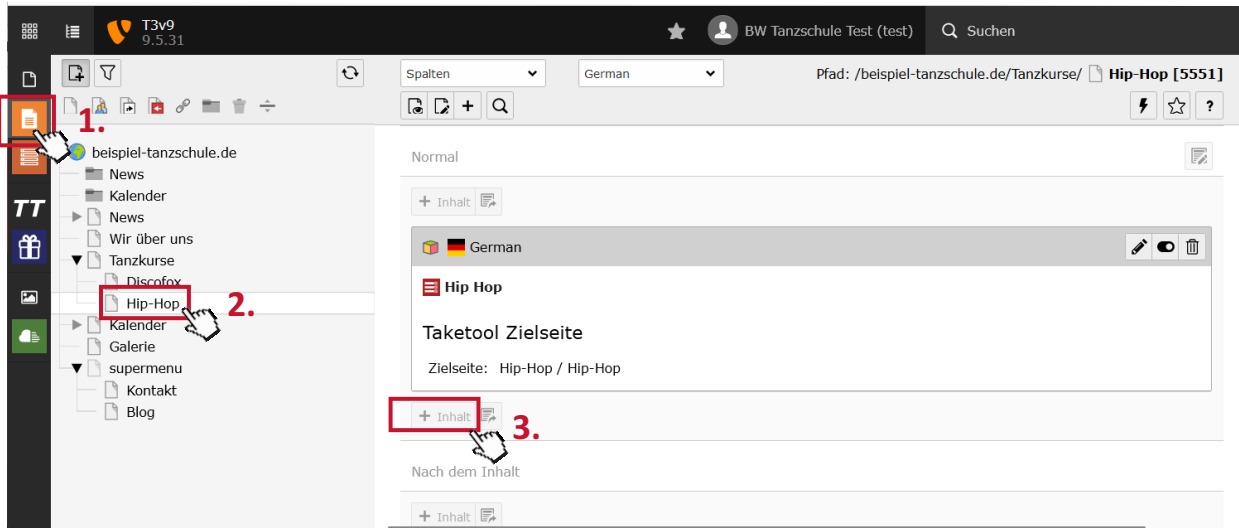 T3v9
9.5.31
BW Tanzschule Test (test)
Suchen
Spalten
German
Pfad: /beispiel-tanzschule.de/Tanzkurse/ Hip-Hop [5551]
?
1.
TT
beispiel-tanzschule.de
News
Kalender
News
Wir über uns
Tanzkurse
Discofox
Hip-Hop
2.
Kalender
Galerie
supermenu
Kontakt
Blog
Normal
+ Inhalt
German
Hip Hop
Taketool Zielseite
Zielseite: Hip-Hop / Hip-Hop
+ Inhalt
3.
Nach dem Inhalt
+ Inhalt